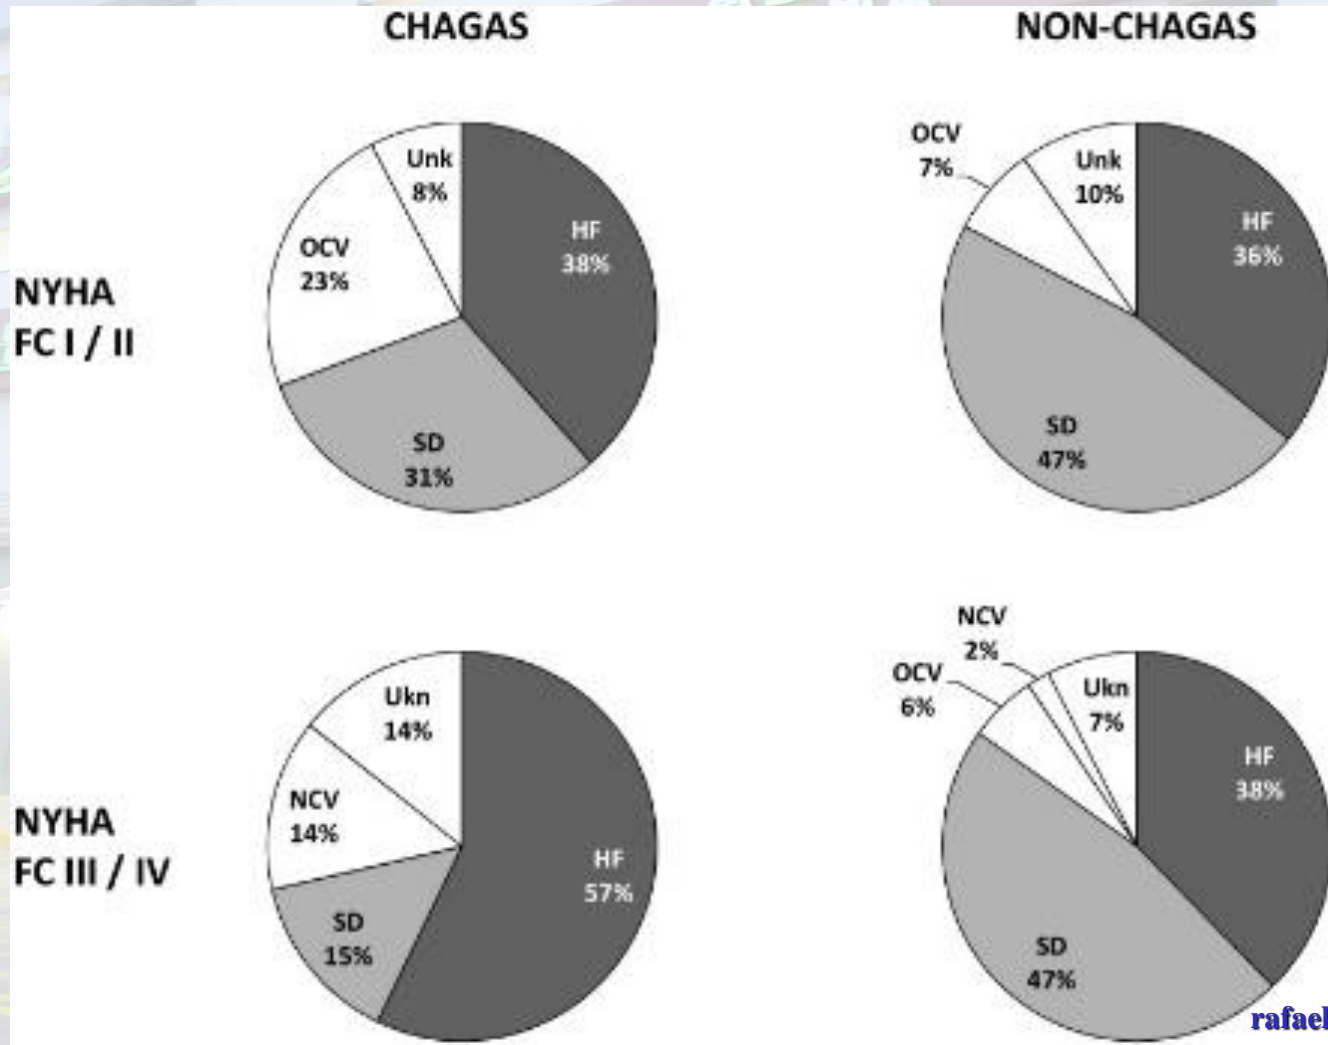 CHAGAS
NON-CHAGAS
NYHA
FC I / II
Unk
8%
HF
38%
OCV
23%
SD
31%
OCV
7%
Unk
10%
HF
36%
SD
47%
NYHA
FC III / IV
Ukn
14%
NCV
14%
HF
57%
SD
15%
NCV
2%
OCV
6%
Ukn
7%
HF
38%
SD
47%
rafael